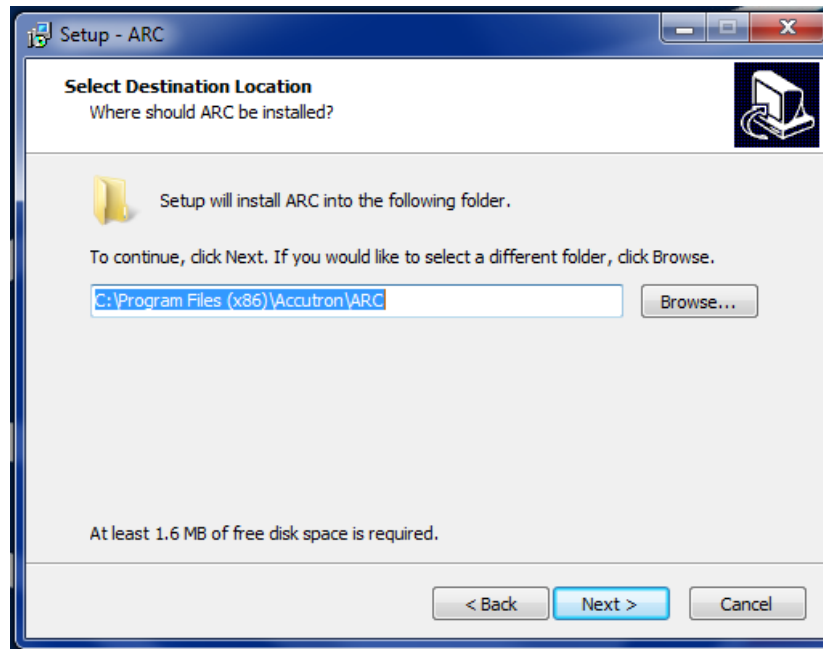 Setup - ARC
Select Destination Location
Where should ARC be installed?
Setup will install ARC into the following folder.
To continue, click Next. If you would like to select a different folder, click Browse.
C:\Program Files (x86)\Accutron\ARC
Browse...
At least 1.6 MB of free disk space is required.
< Back
Next >
Cancel